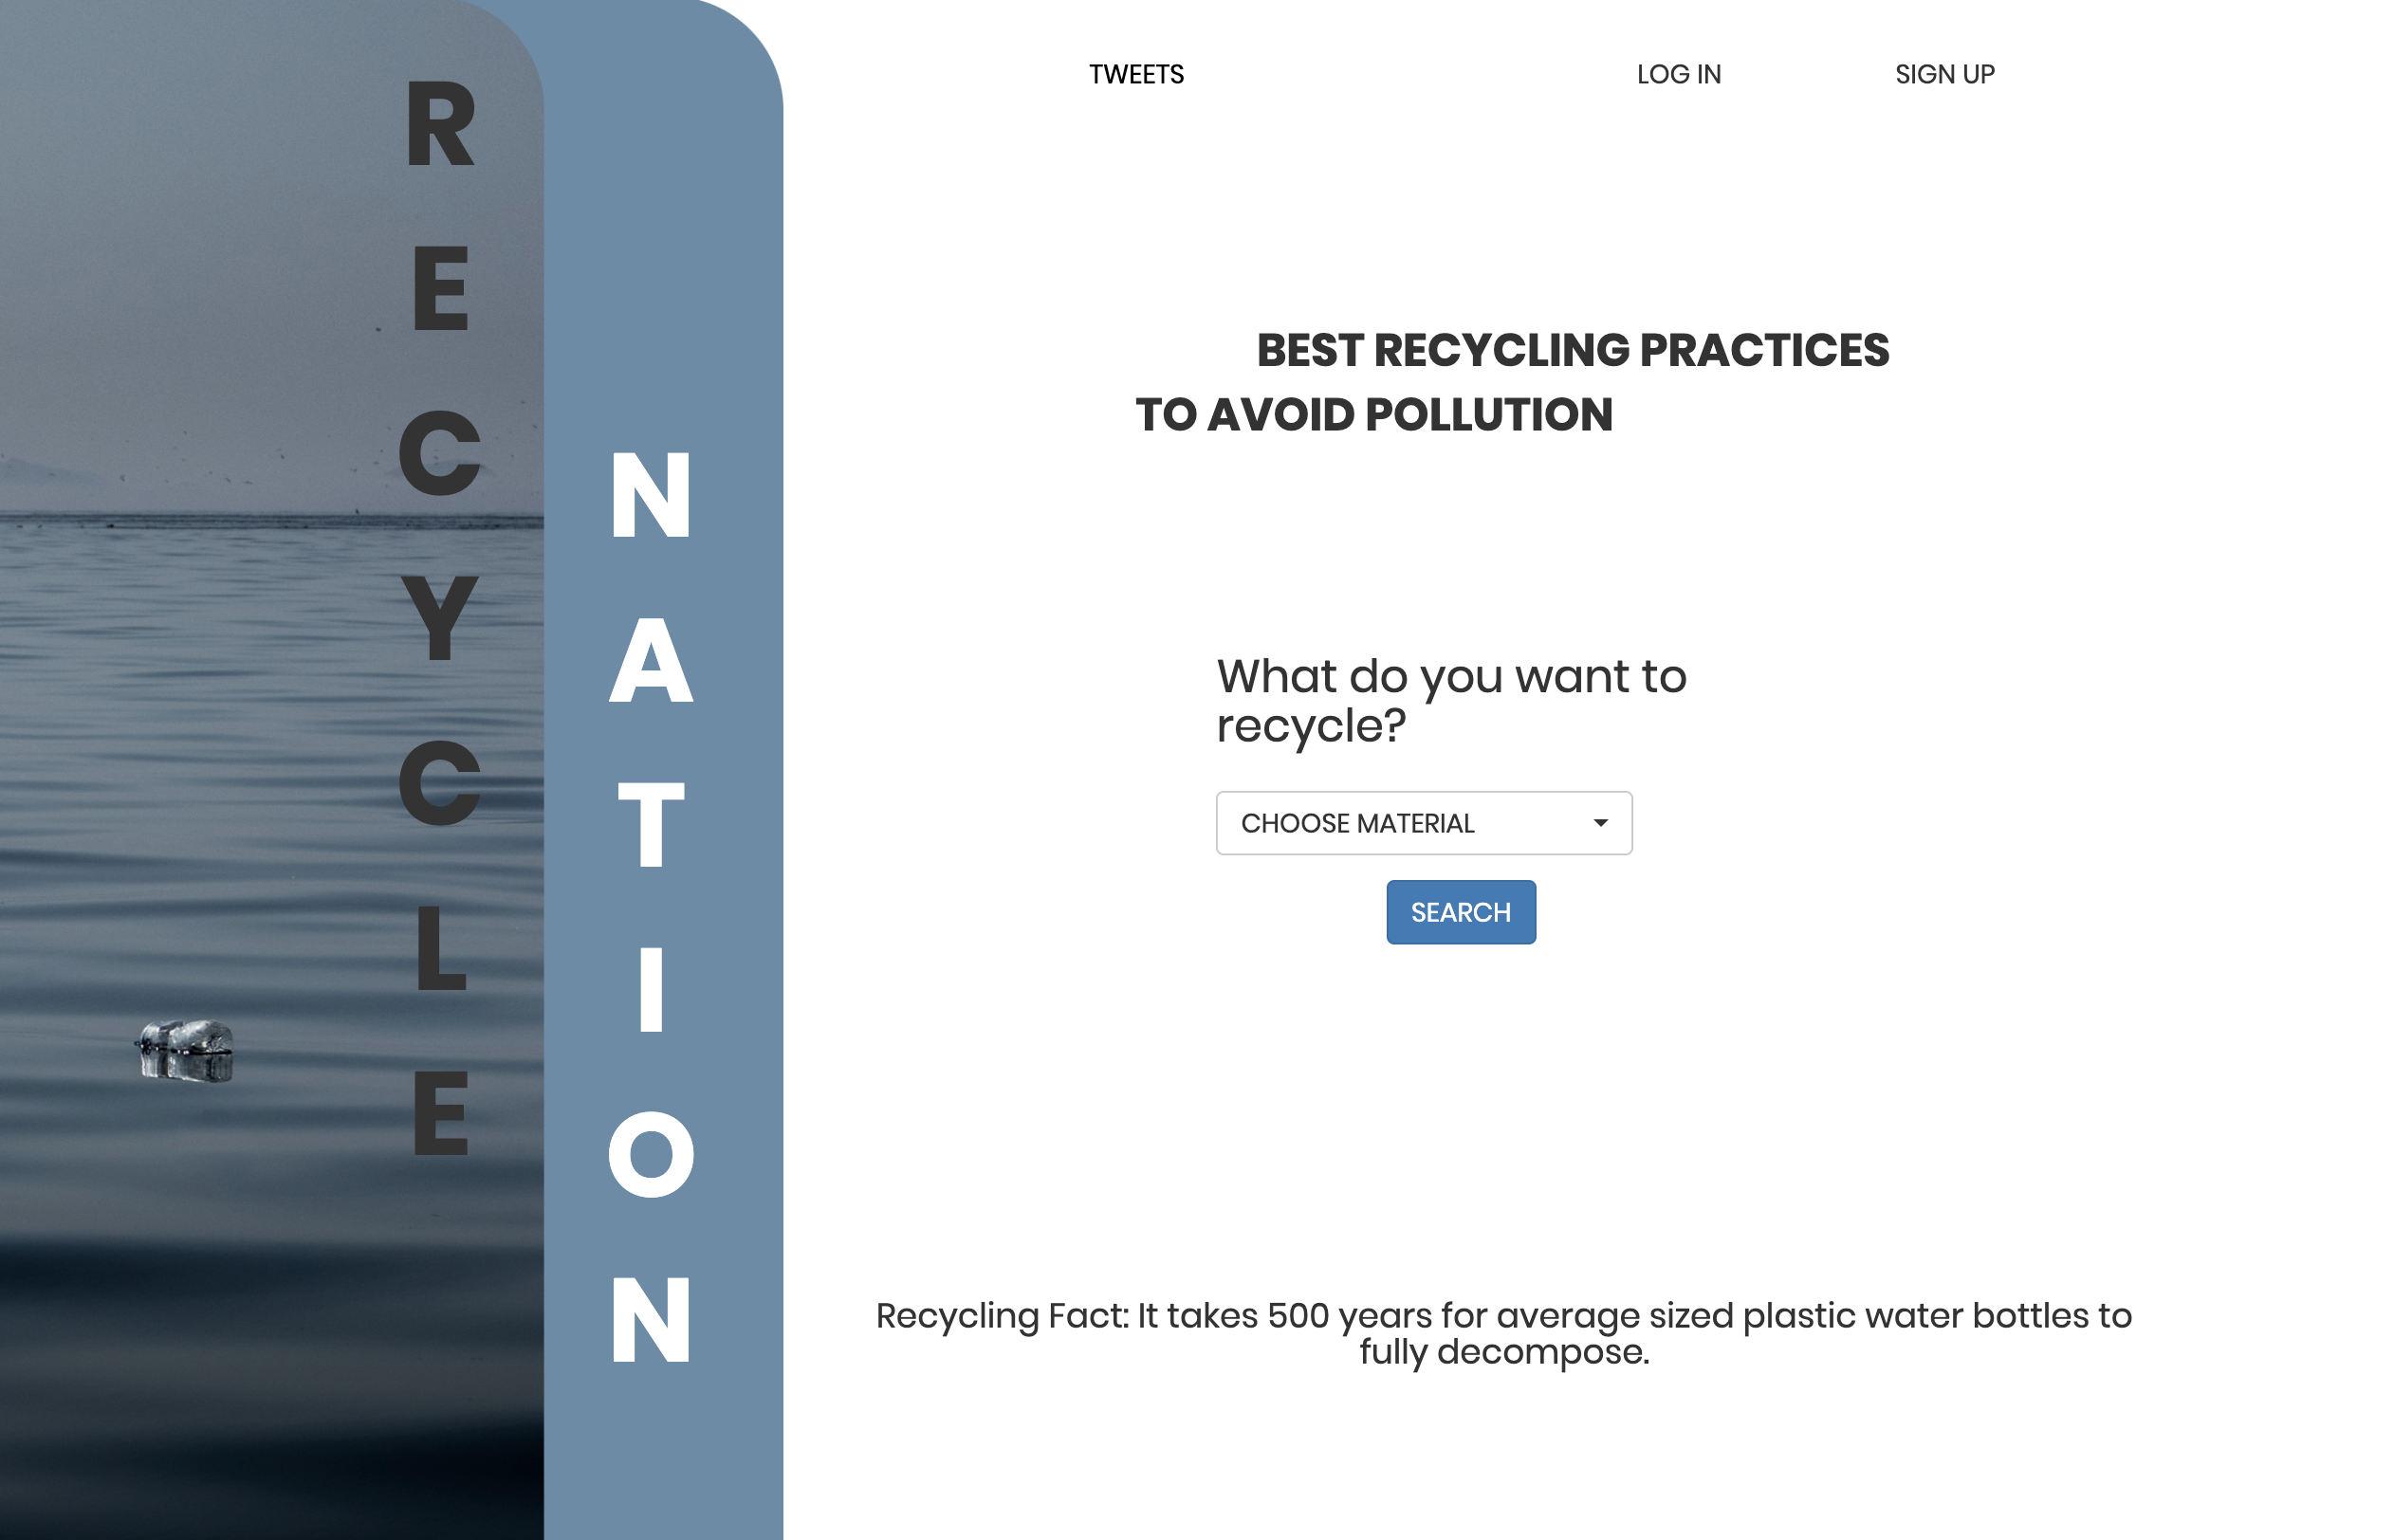 RECYCLE
NATION
TWEETS
LOG IN
SIGN UP
BEST RECYCLING PRACTICES
TO AVOID POLLUTION
What do you want to
recycle?
CHOOSE MATERIAL
SEARCH
Recycling Fact: It takes 500 years for average sized plastic water bottles to
fully decompose.